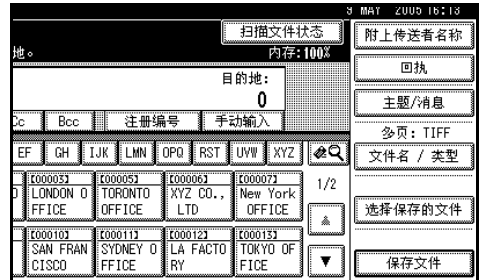 9 MAY 2005 16:13
扫描文件状态
附上传送者名称
地。
内存:100%
回执
目的地:
0
主题/消息
Cc Bcc 注册编号 手动输入
多页: TIFF
EF GH IJK LMN OPQ RST UVW XYZ
文件名 / 类型
[00003] [00005] [00006] [00007]
1/2
LONDON O TORONTO XYZ CO., New York
FFICE OFFICE LTD OFFICE
选择保存的文件
[00010] [00011] [00012] [00013]
SAN FRAN SYDNEY O LA FACTO TOKYO OF
CISCO FFICE RY FICE
保存文件